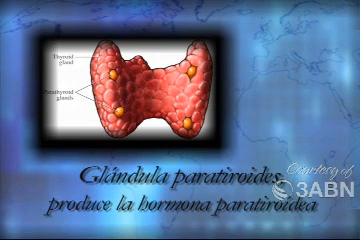 Thyroid
gland
Parathyroid
glands
Glándula paratiroides
produce la hormona paratiroidea
Courtesy of
3ABN